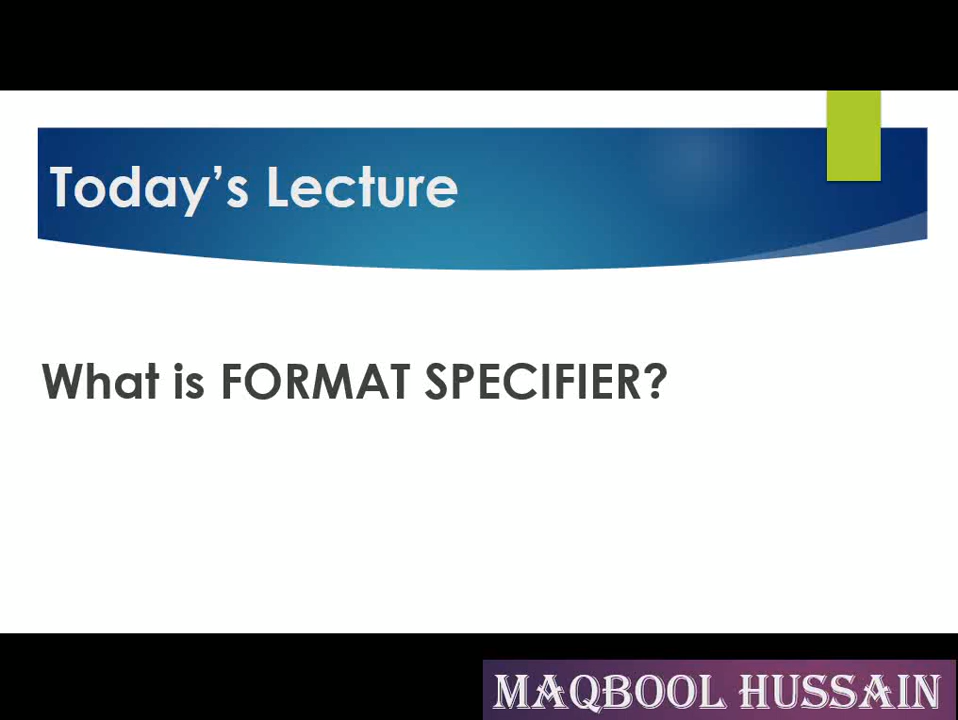 Today’s Lecture
What is FORMAT SPECIFIER?
MAQBOOL HUSSAIN